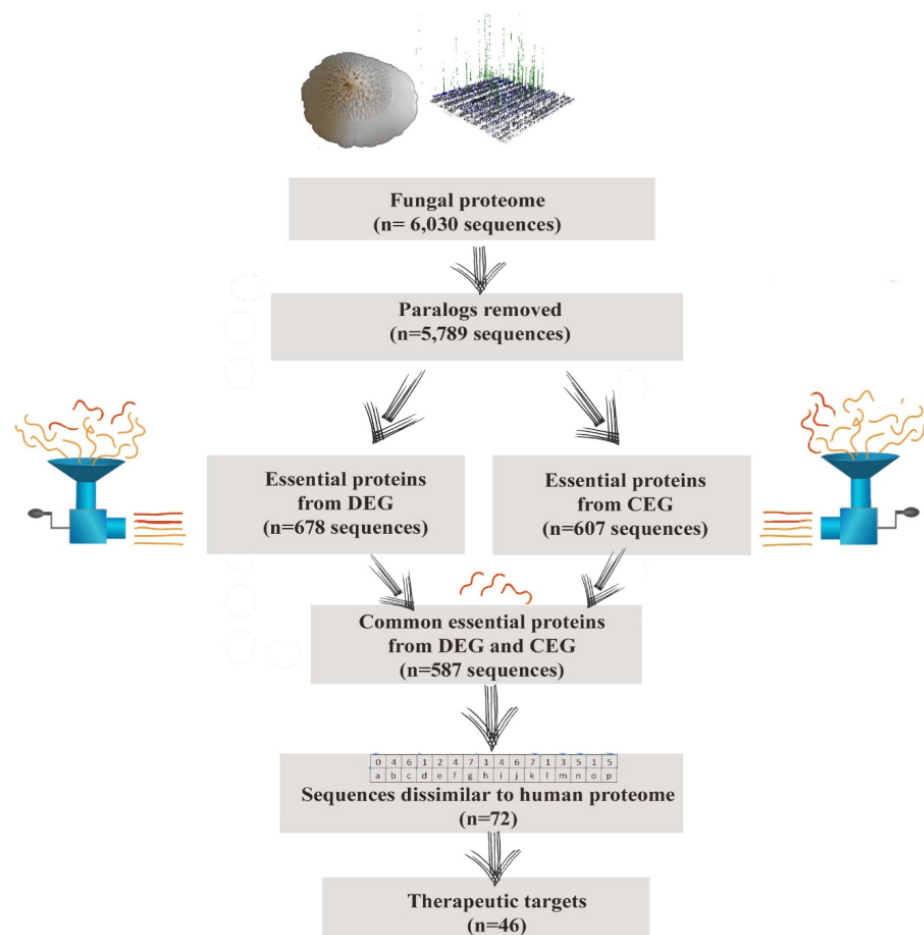 Fungal proteome
(n= 6,030 sequences)
Paralogs removed
(n=5,789 sequences)
Essential proteins
from DEG
(n=678 sequences)
Essential proteins
from CEG
(n=607 sequences)
Common essential proteins
from DEG and CEG
(n=587 sequences)
0 4 6 1 2 4 7 1 4 6 7 1 3 5 1 5
a b c d e f g h i j k l m n o p
Sequences dissimilar to human proteome
(n=72)
Therapeutic targets
(n=46)